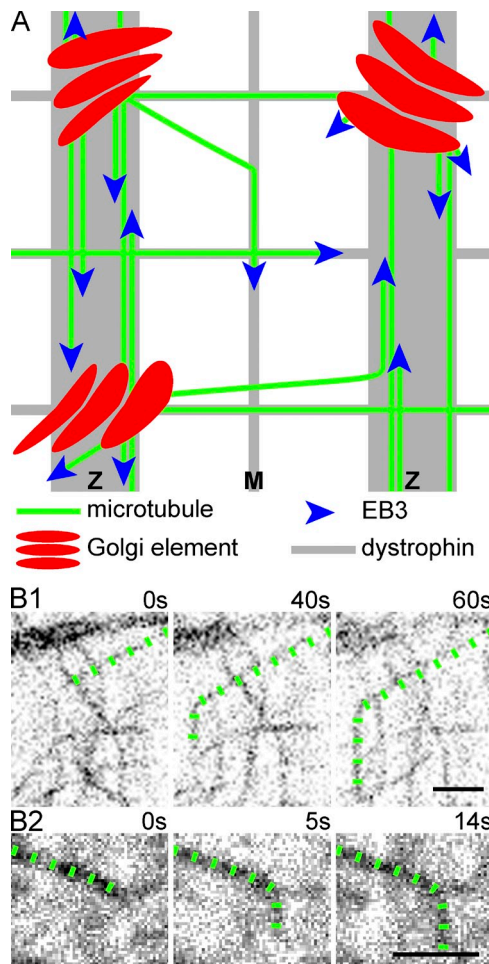 A
Z M Z
microtubule EB3
Golgi element dystrophin
B1 0s 40s 60s
B2 0s 5s 14s